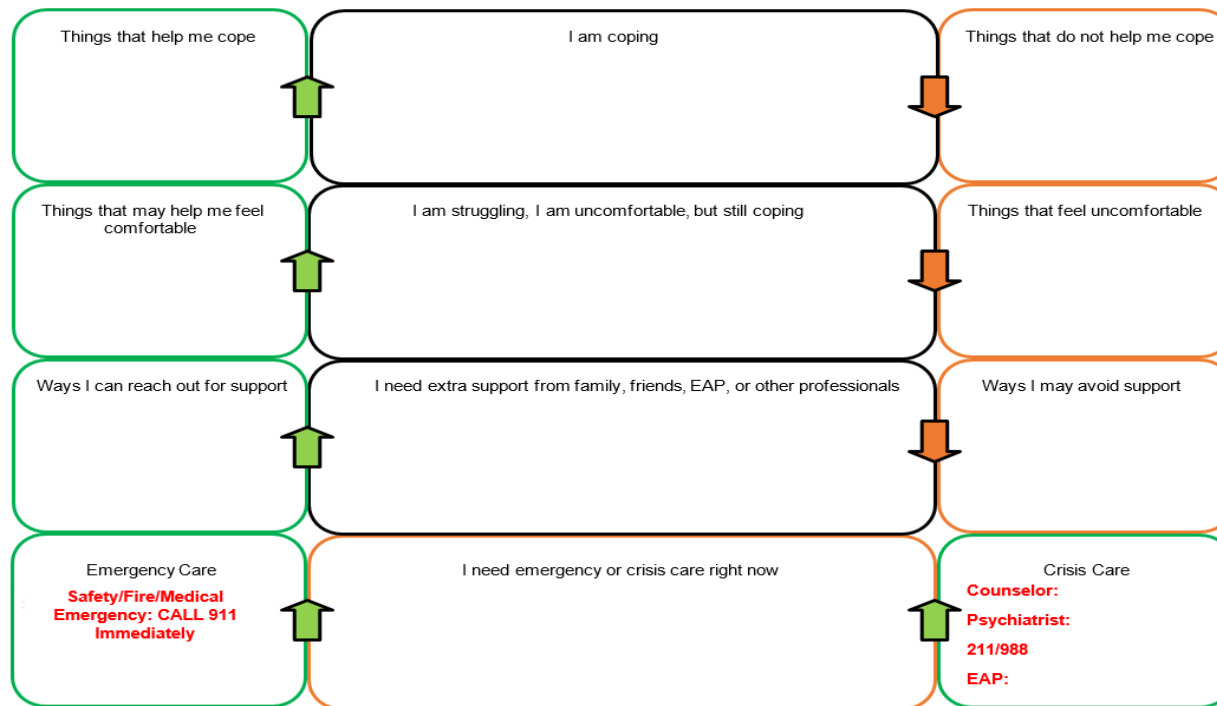 Things that help me cope
I am coping
Things that do not help me cope
Things that may help me feel
comfortable
I am struggling, I am uncomfortable, but still coping
Things that feel uncomfortable
Ways I can reach out for support
I need extra support from family, friends, EAP, or other professionals
Ways I may avoid support
Emergency Care
Safety/Fire/Medical
Emergency: CALL 911
Immediately
I need emergency or crisis care right now
Crisis Care
Counselor:
Psychiatrist:
211/988
EAP: